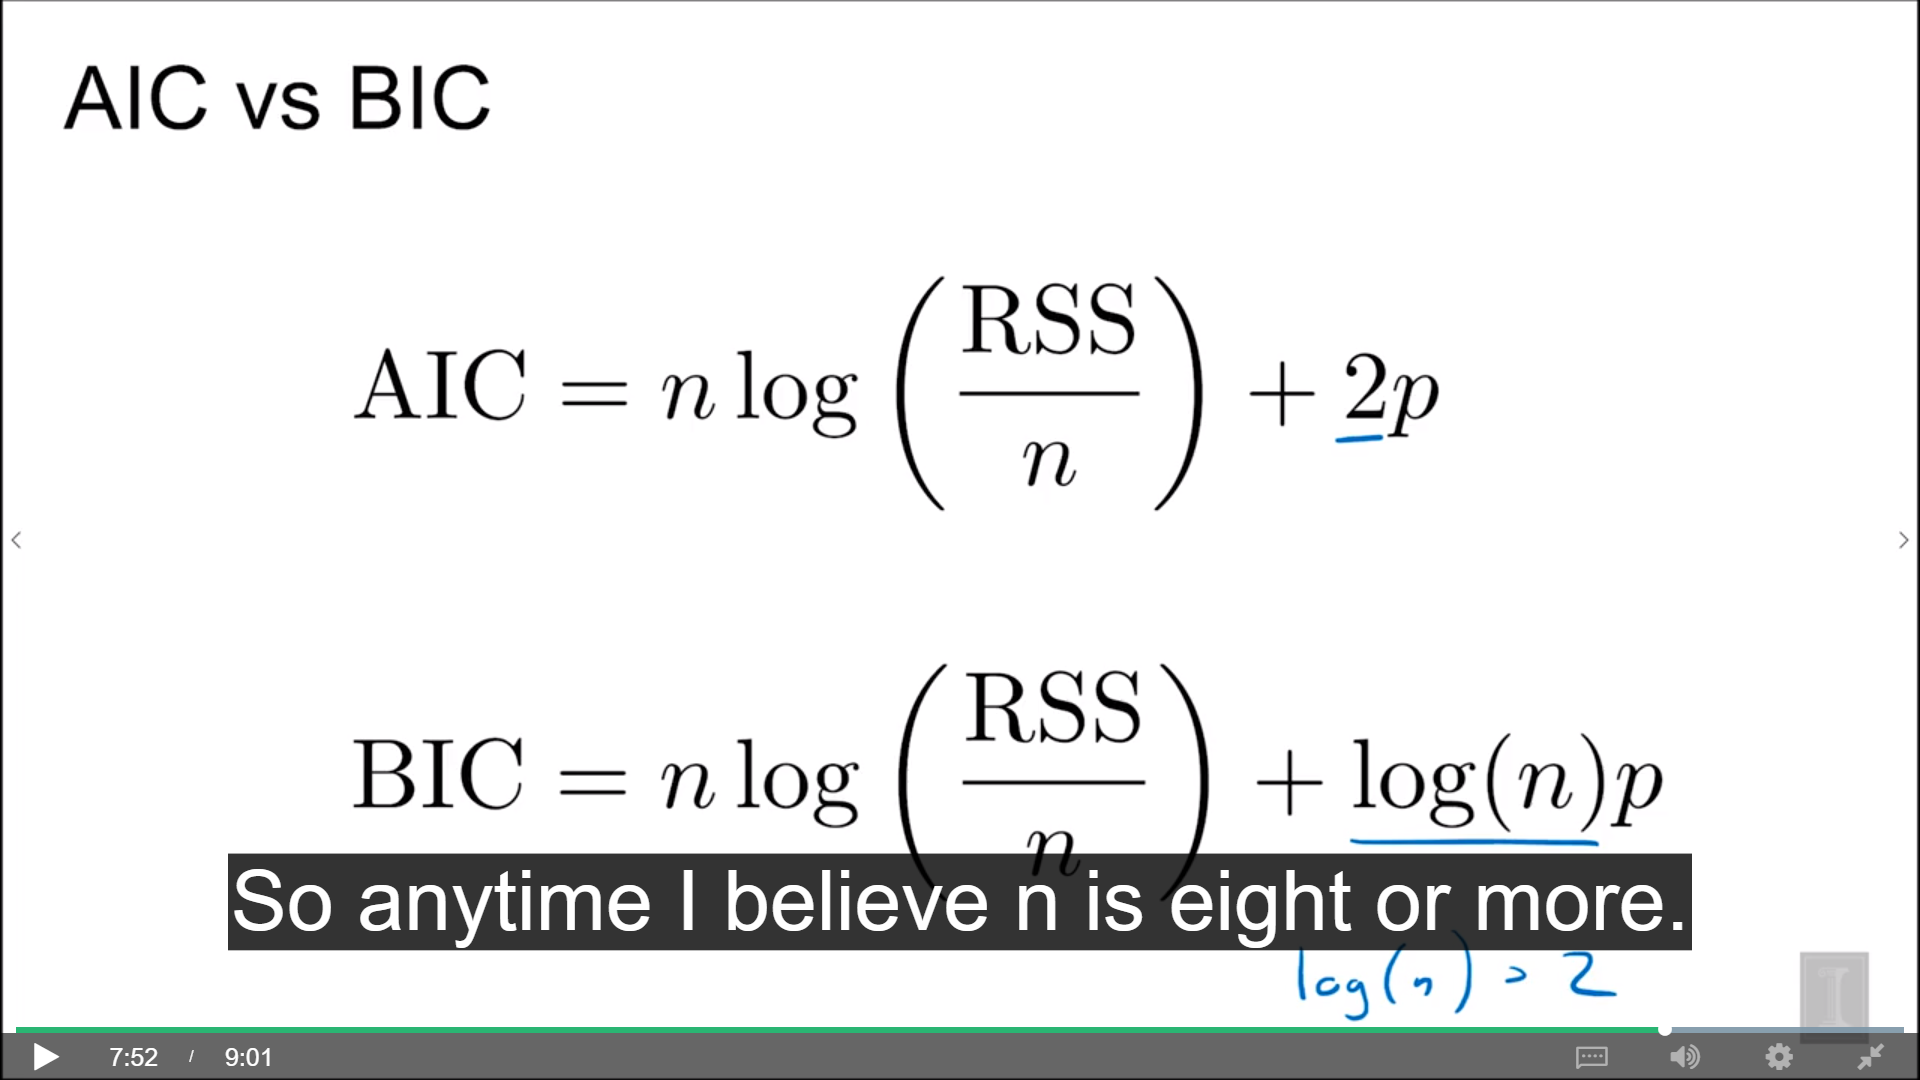 AIC vs BIC
AIC = n log ( RSS / n ) + 2p
BIC = n log ( RSS / n ) + log(n)p
So anytime I believe n is eight or more.
log(n) > 2
I
7:52 / 9:01